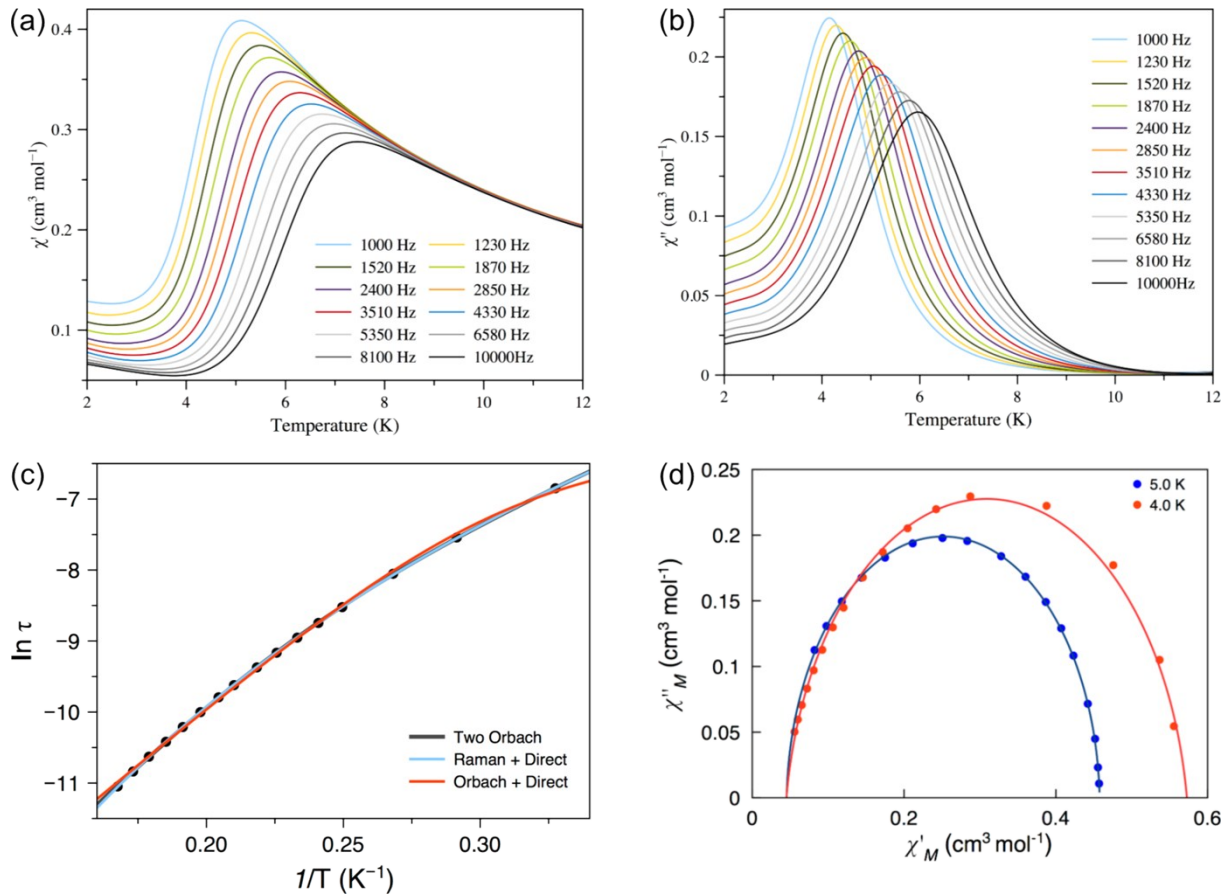 (a)
χ' (cm³ mol⁻¹)
0.4
0.3
0.2
0.1
1000 Hz 1230 Hz
1520 Hz 1870 Hz
2400 Hz 2850 Hz
3510 Hz 4330 Hz
5350 Hz 6580 Hz
8100 Hz 10000Hz
2 4 6 8 10 12
Temperature (K)
(b)
χ'' (cm³ mol⁻¹)
0.2
0.15
0.1
0.05
0
1000 Hz
1230 Hz
1520 Hz
1870 Hz
2400 Hz
2850 Hz
3510 Hz
4330 Hz
5350 Hz
6580 Hz
8100 Hz
10000Hz
2 4 6 8 10 12
Temperature (K)
(c)
ln τ
−7
−8
−9
−10
−11
Two Orbach
Raman + Direct
Orbach + Direct
0.20 0.25 0.30
1/T (K⁻¹)
(d)
χ''M (cm³ mol⁻¹)
0.25
0.2
0.15
0.1
0.05
0
5.0 K
4.0 K
0 0.2 0.4 0.6
χ'M (cm³ mol⁻¹)